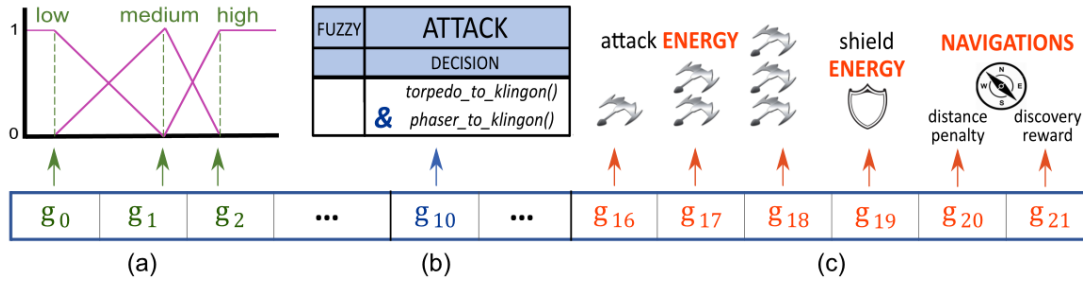 low medium high
1
0
FUZZY ATTACK
DECISION
torpedo_to_klingon()
& phaser_to_klingon()
attack ENERGY
shield
ENERGY
NAVIGATIONS
N
W E
S
distance
penalty
discovery
reward
g0 g1 g2 ... g10 ... g16 g17 g18 g19 g20 g21
(a) (b) (c)